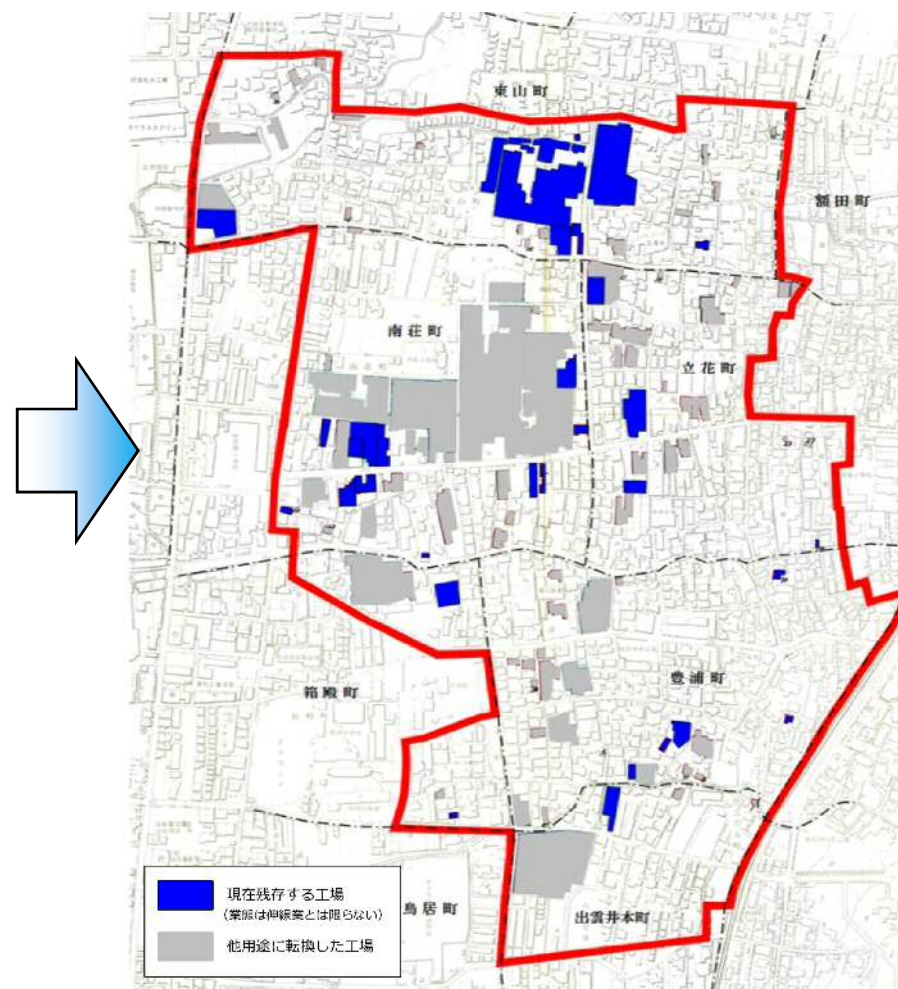 東山町
額田町
南荘町
立花町
箱殿町
豊浦町
鳥居町
出雲井本町
現在残存する工場
(業態は伸線業とは限らない)
他用途に転換した工場